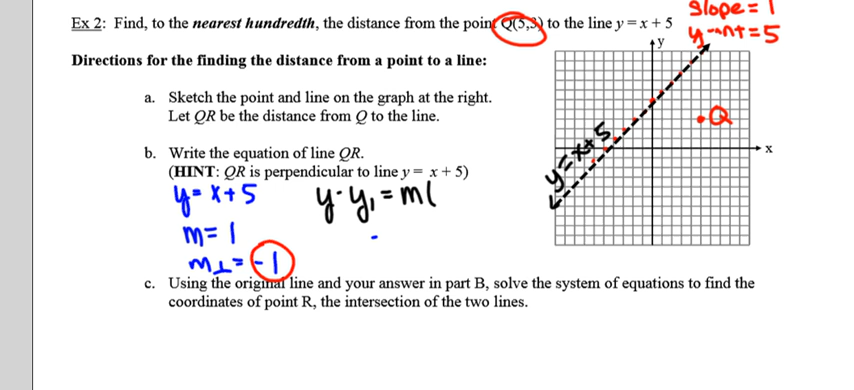 Slope = 1
Ex 2: Find, to the nearest hundredth, the distance from the point Q(5,3) to the line y = x + 5
y-int = 5
y
Directions for the finding the distance from a point to a line:
a. Sketch the point and line on the graph at the right.
Let QR be the distance from Q to the line.
Q
y = x + 5
x
b. Write the equation of line QR.
(HINT: QR is perpendicular to line y = x + 5)
y = x + 5 y - y₁ = m(
m = 1
m⊥ = -1
c. Using the original line and your answer in part B, solve the system of equations to find the
coordinates of point R, the intersection of the two lines.